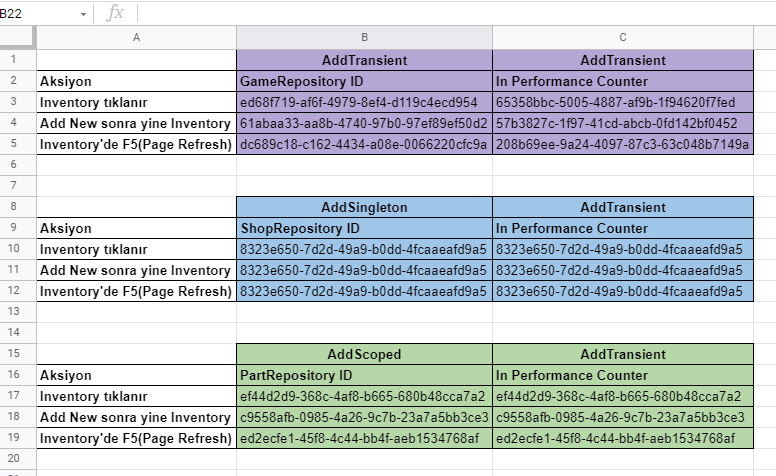 B22 fx
A B C
1 AddTransient AddTransient
2 Aksiyon GameRepository ID In Performance Counter
3 Inventory tıklanır ed68f719-af6f-4979-8ef4-d119c4ecd954 65358bbc-5005-4887-af9b-1f94620f7fed
4 Add New sonra yine Inventory 61abaa33-aa8b-4740-97b0-97ef89ef50d2 57b3827c-1f97-41cd-abcb-0fd142bf0452
5 Inventory'de F5(Page Refresh) dc689c18-c162-4434-a08e-0066220cfc9a 208b69ee-9a24-4097-87c3-63c048b7149a
6
7
8 AddSingleton AddTransient
9 Aksiyon ShopRepository ID In Performance Counter
10 Inventory tıklanır 8323e650-7d2d-49a9-b0dd-4fcaaeafd9a5 8323e650-7d2d-49a9-b0dd-4fcaaeafd9a5
11 Add New sonra yine Inventory 8323e650-7d2d-49a9-b0dd-4fcaaeafd9a5 8323e650-7d2d-49a9-b0dd-4fcaaeafd9a5
12 Inventory'de F5(Page Refresh) 8323e650-7d2d-49a9-b0dd-4fcaaeafd9a5 8323e650-7d2d-49a9-b0dd-4fcaaeafd9a5
13
14
15 AddScoped AddTransient
16 Aksiyon PartRepository ID In Performance Counter
17 Inventory tıklanır ef44d2d9-368c-4af8-b665-680b48cca7a2 ef44d2d9-368c-4af8-b665-680b48cca7a2
18 Add New sonra yine Inventory c9558afb-0985-4a26-9c7b-23a7a5bb3ce3 c9558afb-0985-4a26-9c7b-23a7a5bb3ce3
19 Inventory'de F5(Page Refresh) ed2ecfe1-45f8-4c44-bb4f-aeb1534768af ed2ecfe1-45f8-4c44-bb4f-aeb1534768af
20